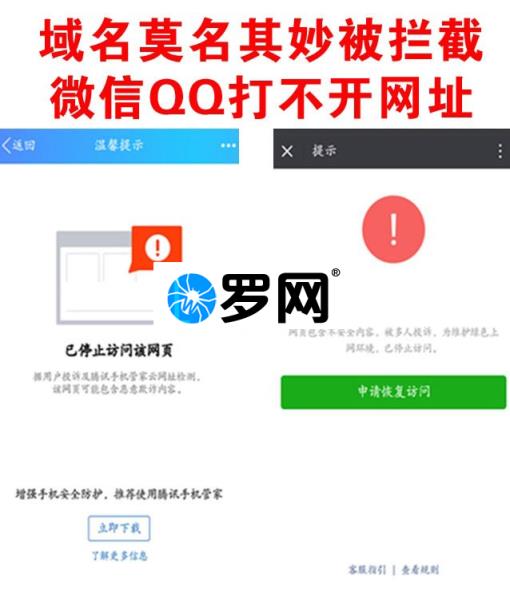 域名莫名其妙被拦截
微信QQ打不开网址
返回
温馨提示
已停止访问该网页
据用户投诉及腾讯手机管家云网址检测,
该网页可能包含恶意欺诈内容。
增强手机安全防护,推荐使用腾讯手机管家
立即下载
了解更多信息
提示
网页包含不安全内容,被多人投诉,为维护绿色上
网环境,已停止访问。
申请恢复访问
客服指引 | 查看规则
罗网®